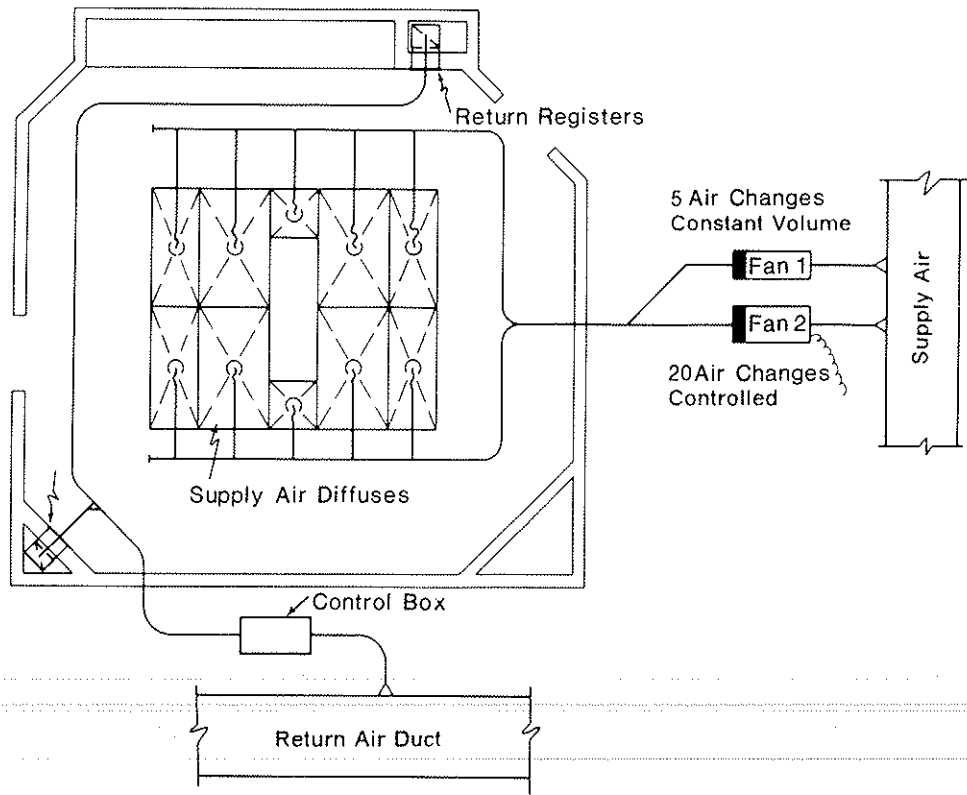 Return Registers
5 Air Changes
Constant Volume
Fan 1
Fan 2
Supply Air
20 Air Changes
Controlled
Supply Air Diffuses
Control Box
Return Air Duct